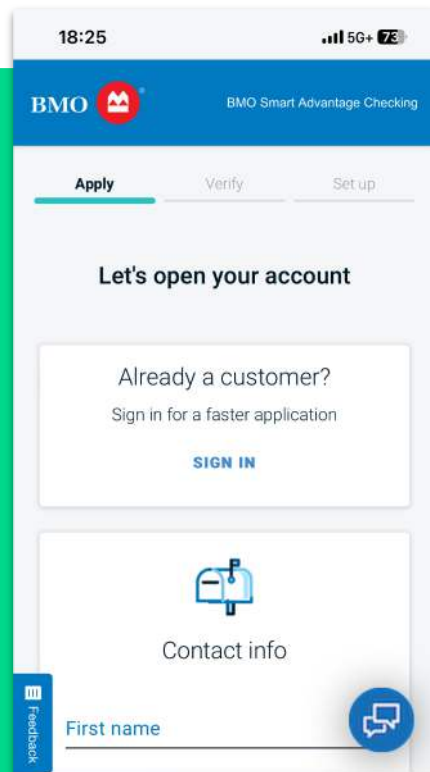 18:25
5G+ 73
BMO
BMO Smart Advantage Checking
Apply Verify Set up
Let's open your account
Already a customer?
Sign in for a faster application
SIGN IN
Contact info
Feedback
First name